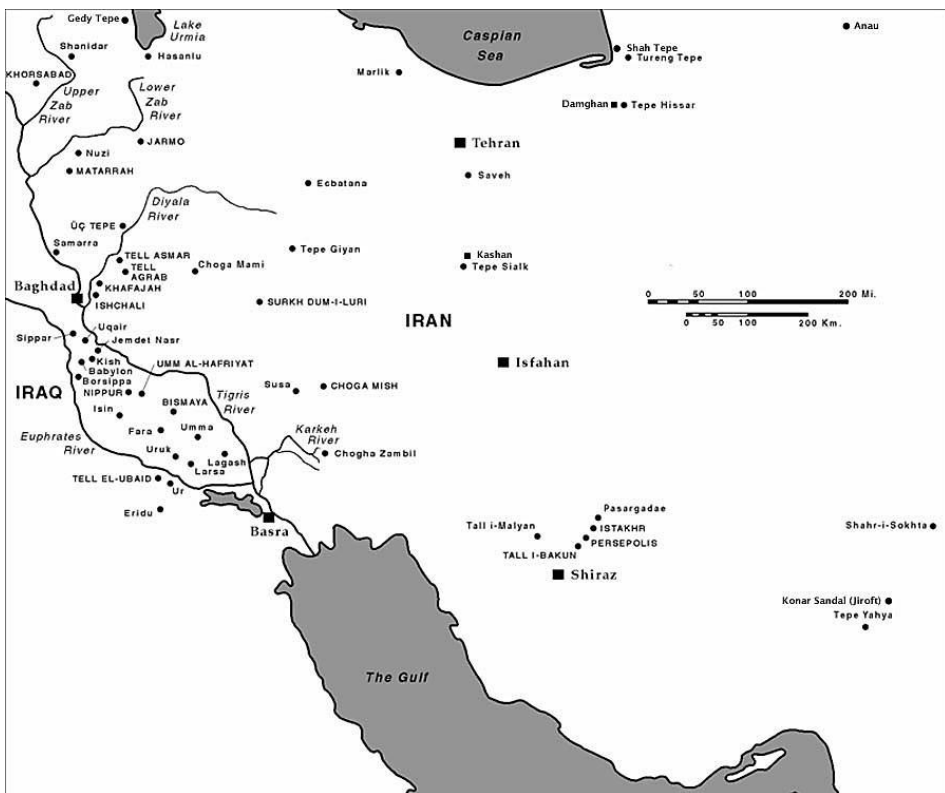 Gedy Tepe
Lake
Urmia
Caspian
Sea
Anau
Shanidar
Hasanlu
Shah Tepe
Tureng Tepe
KHORSABAD
Marlik
Upper
Zab
River
Lower
Zab
River
Damghan
Tepe Hissar
JARMO
Tehran
Nuzi
MATARRAH
Ecbatana
Saveh
Diyala
River
ÜÇ TEPE
Samarra
Tepe Giyan
Kashan
Tepe Sialk
TELL ASMAR
TELL
AGRAB
Choga Mami
Baghdad
KHAFAJAH
ISHCHALI
SURKH DUM-I-LURI
0 50 100 200 Mi.
0 50 100 200 Km.
IRAN
Sippar
Uqair
Jemdet Nasr
Kish
Babylon
Borsippa
UMM AL-HAFRIYAT
Isfahan
IRAQ
NIPPUR
Tigris
River
Susa
CHOGA MISH
Isin
BISMAYA
Euphrates
River
Fara
Umma
Karkeh
River
Uruk
Larsa
Lagash
Chogha Zambil
TELL EL-UBAID
Ur
Eridu
Basra
Pasargadae
Tall i-Malyan
ISTAKHR
PERSEPOLIS
TALL I-BAKUN
Shahr-i-Sokhta
Shiraz
Konar Sandal (Jiroft)
Tepe Yahya
The Gulf